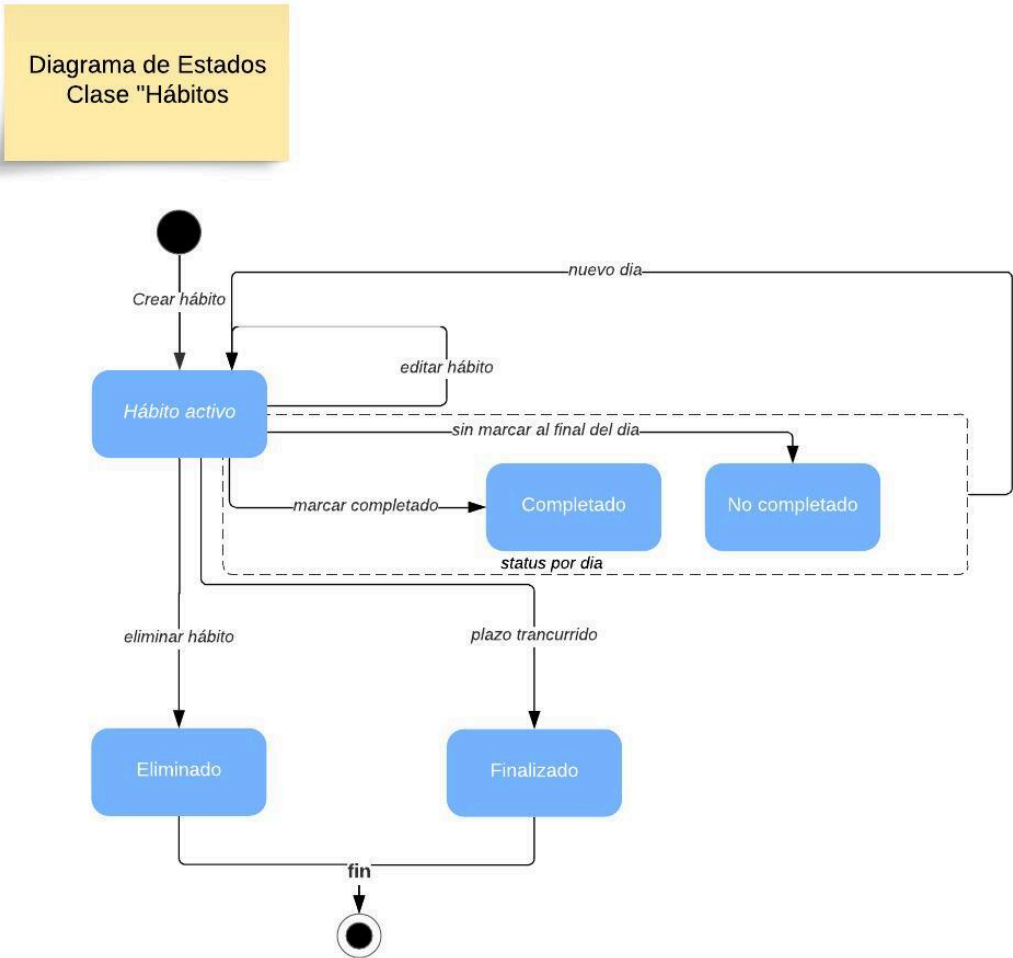 Diagrama de Estados
Clase "Hábitos
nuevo dia
Crear hábito
editar hábito
Hábito activo
sin marcar al final del dia
marcar completado
Completado
No completado
status por dia
eliminar hábito
plazo trancurrido
Eliminado
Finalizado
fin